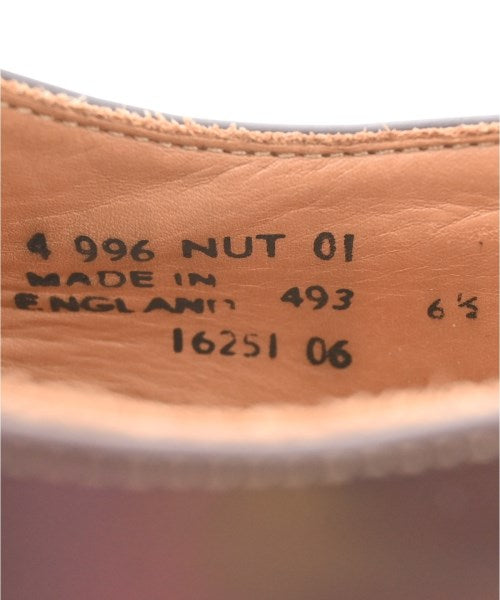 4 996 NUT 01
MADE IN
ENGLAND 493 6½
16251 06